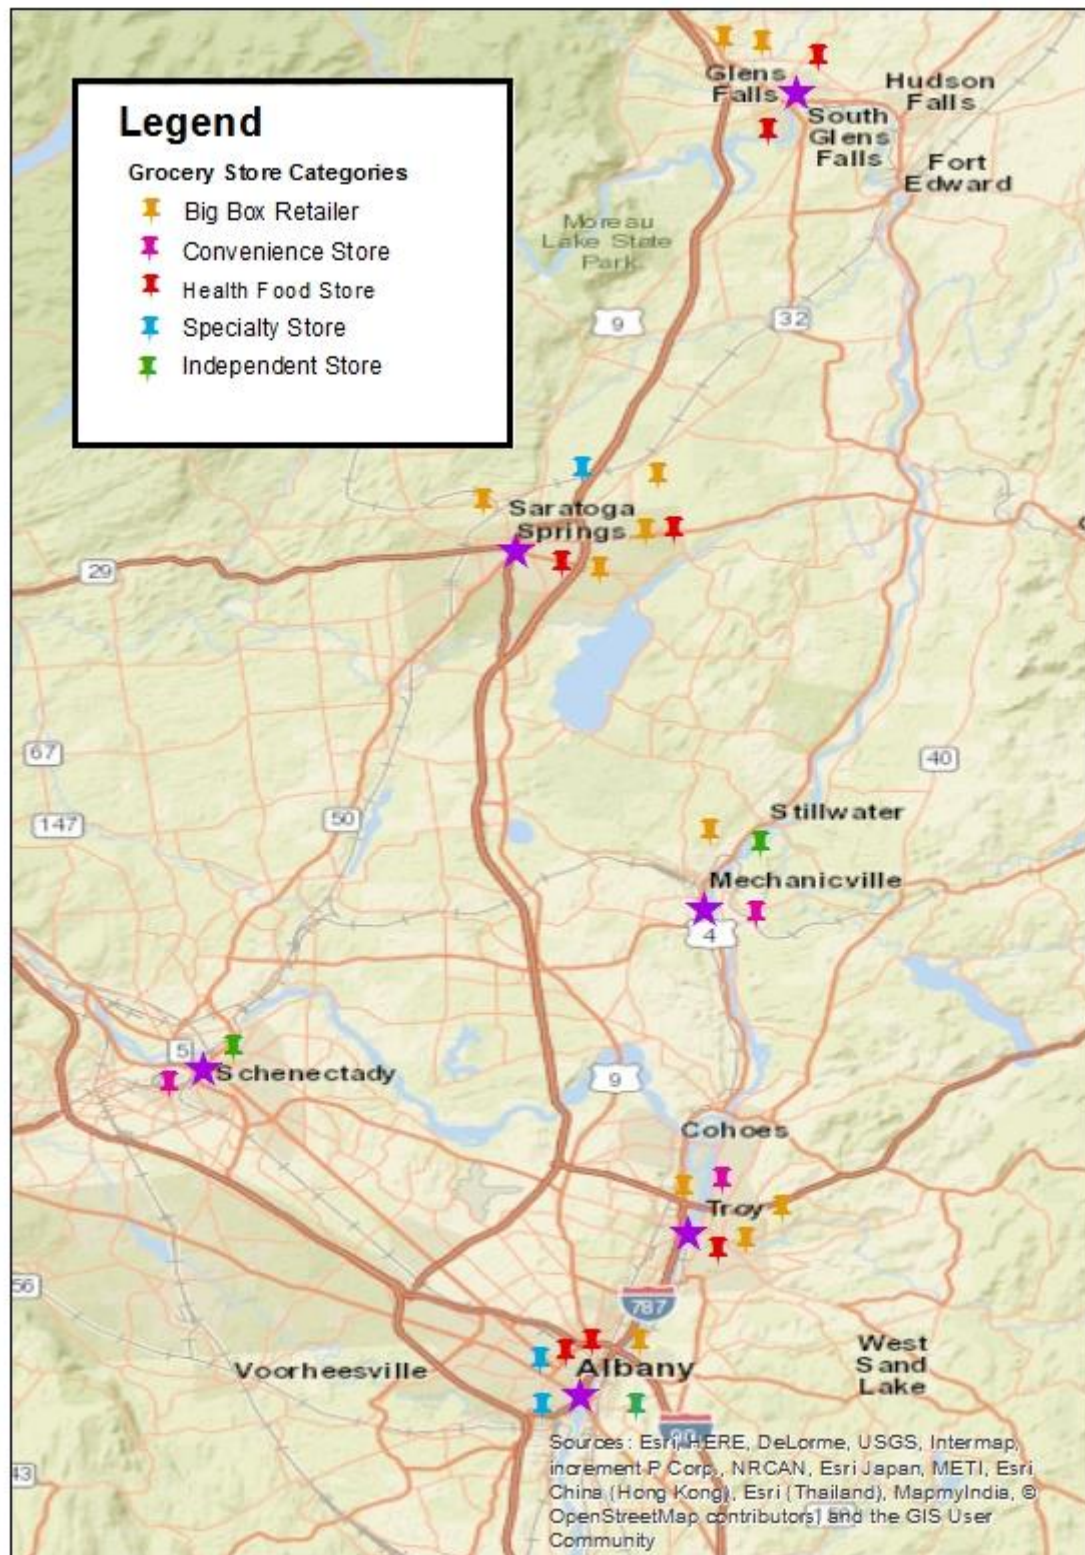 Legend
Grocery Store Categories
Big Box Retailer
Convenience Store
Health Food Store
Specialty Store
Independent Store
Glens
Falls
Hudson
Falls
South
Glens
Falls
Fort
Edward
Moreau
Lake State
Park
9
32
Saratoga
Springs
29
67
40
147
50
Stillwater
Mechanicville
4
5
Schenectady
9
Cohoes
Troy
56
787
Voorheesville
Albany
West
Sand
Lake
43
Sources: Esri, HERE, DeLorme, USGS, Intermap,
increment P Corp., NRCAN, Esri Japan, METI, Esri
China (Hong Kong), Esri (Thailand), MapmyIndia, ©
OpenStreetMap contributors, and the GIS User
Community